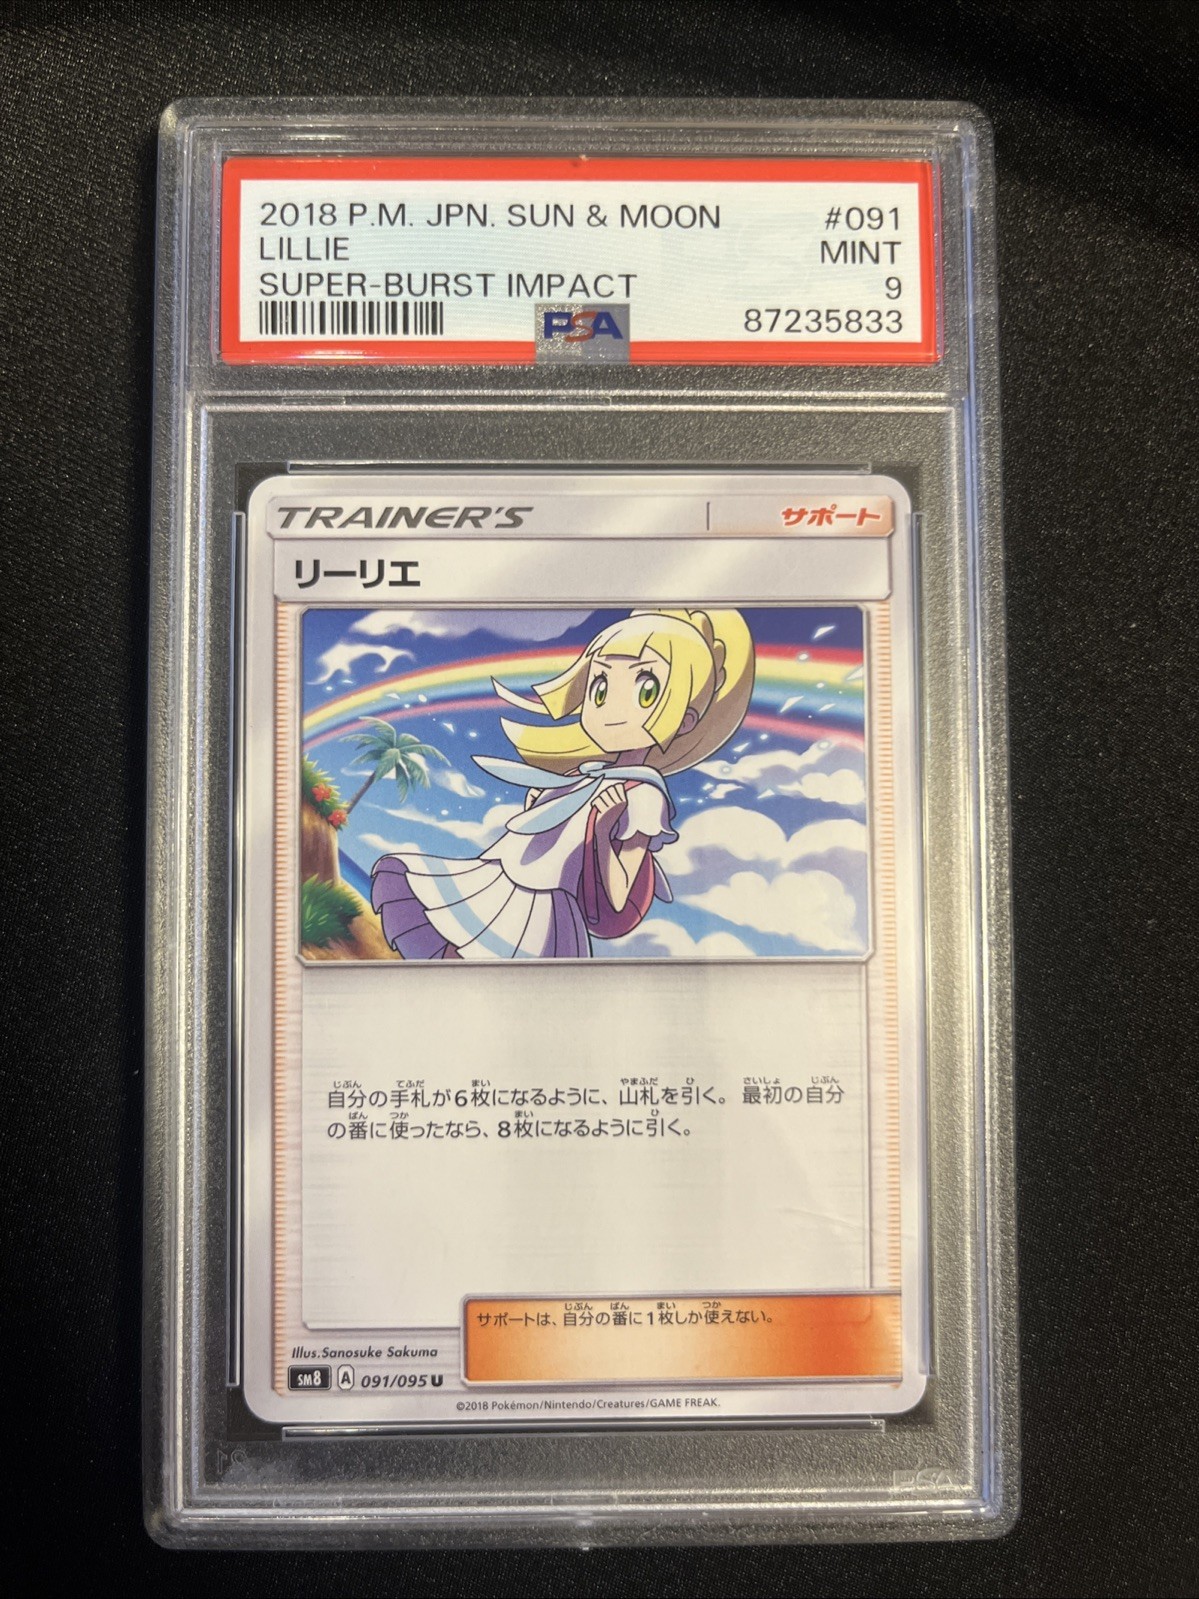 2018 P.M. JPN. SUN & MOON #091
LILLIE MINT
SUPER-BURST IMPACT 9
PSA 87235833
TRAINER'S サポート
リーリエ
自分の手札が6枚になるように、山札を引く。最初の自分
の番に使ったなら、8枚になるように引く。
サポートは、自分の番に1枚しか使えない。
Illus.Sanosuke Sakuma
SM8 A 091/095 U
©2018 Pokémon/Nintendo/Creatures/GAME FREAK.